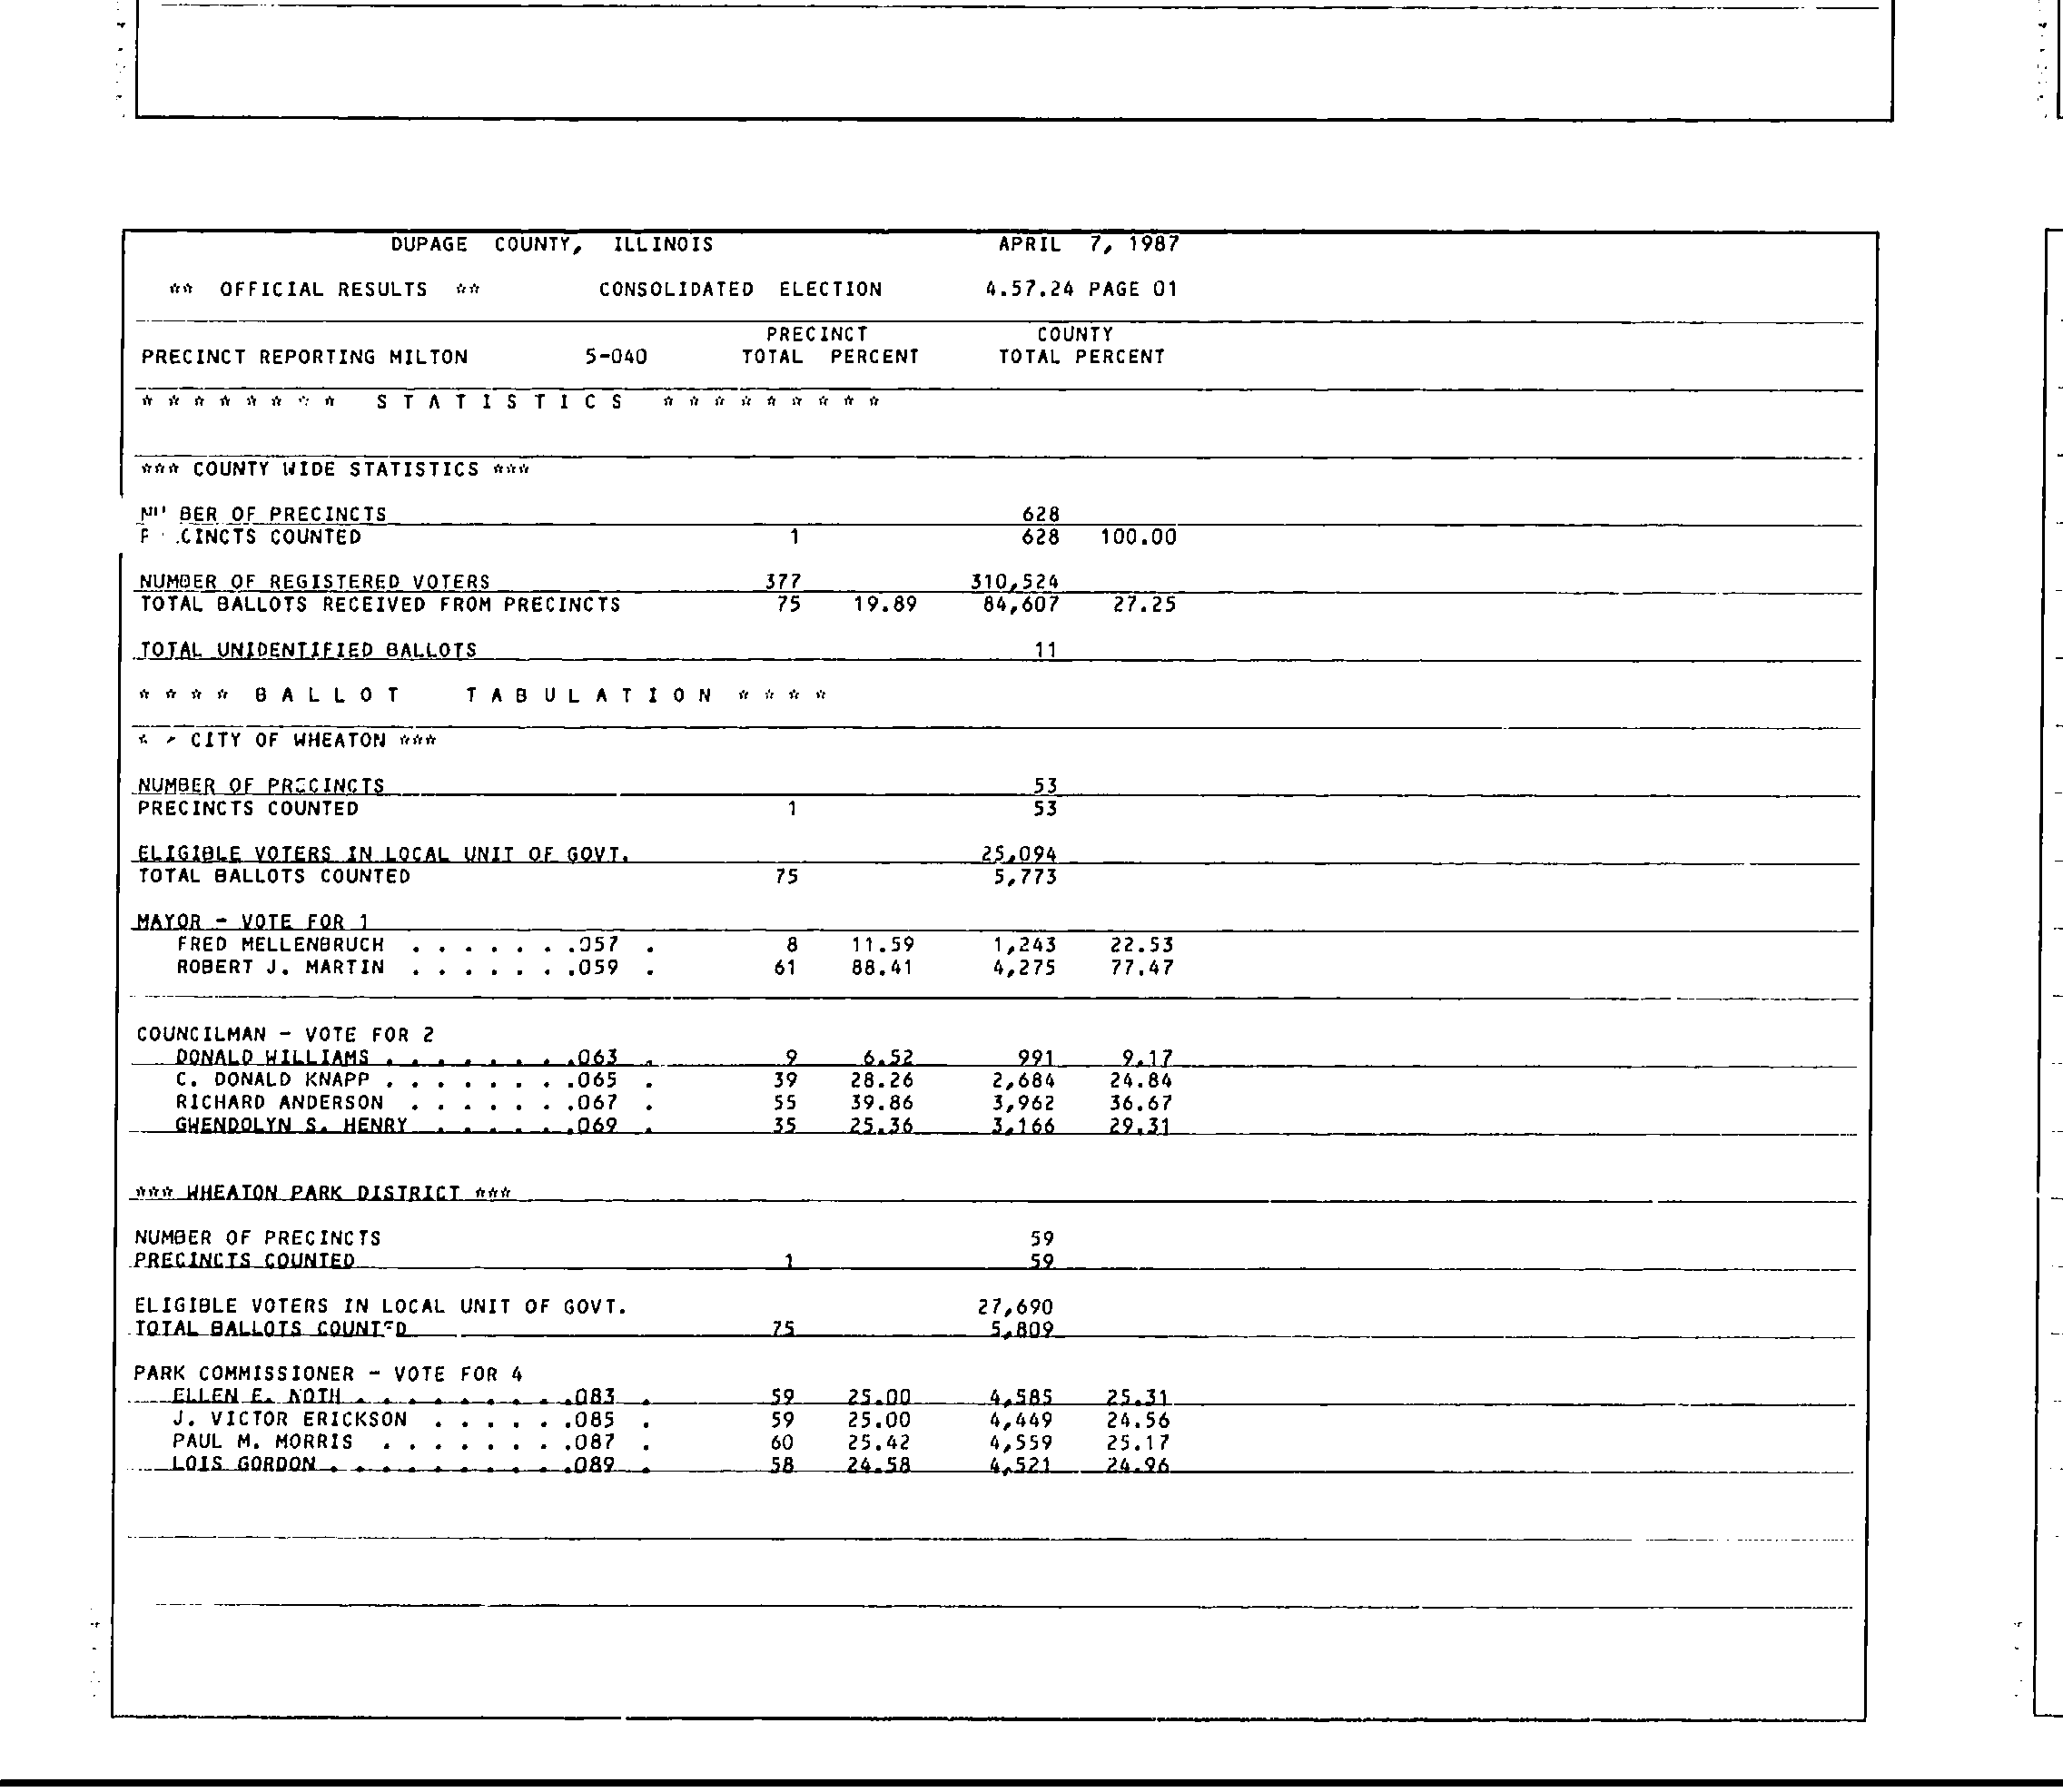 DUPAGE COUNTY, ILLINOIS APRIL 7, 1987
** OFFICIAL RESULTS ** CONSOLIDATED ELECTION 4.57.24 PAGE 01
PRECINCT COUNTY
PRECINCT REPORTING MILTON 5-040 TOTAL PERCENT TOTAL PERCENT
* * * * * * * * S T A T I S T I C S * * * * * * * * *
*** COUNTY WIDE STATISTICS ***
BER OF PRECINCTS 628
CINCTS COUNTED 1 628 100.00
NUMBER OF REGISTERED VOTERS 377 310,524
TOTAL BALLOTS RECEIVED FROM PRECINCTS 75 19.89 84,607 27.25
TOTAL UNIDENTIFIED BALLOTS 11
* * * * B A L L O T T A B U L A T I O N * * * *
CITY OF WHEATON ***
NUMBER OF PRECINCTS 53
PRECINCTS COUNTED 1 53
ELIGIBLE VOTERS IN LOCAL UNIT OF GOVT. 25,094
TOTAL BALLOTS COUNTED 75 5,773
MAYOR - VOTE FOR 1
FRED MELLENBRUCH . . . . . . .057 . 8 11.59 1,243 22.53
ROBERT J. MARTIN . . . . . . .059 . 61 88.41 4,275 77.47
COUNCILMAN - VOTE FOR 2
DONALD WILLIAMS . . . . . . . .063 . 9 6.52 991 9.17
C. DONALD KNAPP . . . . . . . .065 . 39 28.26 2,684 24.84
RICHARD ANDERSON . . . . . . .067 . 55 39.86 3,962 36.67
GWENDOLYN S. HENRY . . . . . .069 . 35 25.36 3,166 29.31
*** WHEATON PARK DISTRICT ***
NUMBER OF PRECINCTS 59
PRECINCTS COUNTED 1 59
ELIGIBLE VOTERS IN LOCAL UNIT OF GOVT. 27,690
TOTAL BALLOTS COUNTED 75 5,809
PARK COMMISSIONER - VOTE FOR 4
ELLEN E. NOTH . . . . . . . . .083 . 59 25.00 4,585 25.31
J. VICTOR ERICKSON . . . . . .085 . 59 25.00 4,449 24.56
PAUL M. MORRIS . . . . . . . .087 . 60 25.42 4,559 25.17
LOIS GORDON . . . . . . . . . .089 . 58 24.58 4,521 24.96